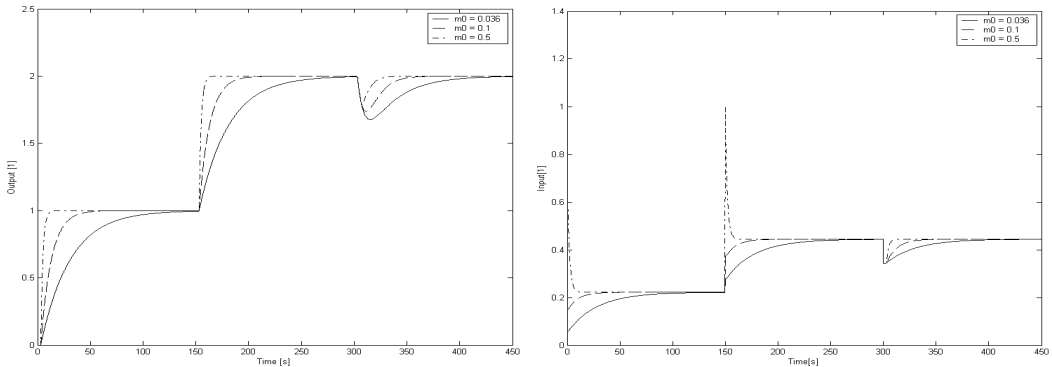 2.5
2
1.5
1
0.5
0
Output [1]
0 50 100 150 200 250 300 350 400 450
Time [s]
m0 = 0.036
m0 = 0.1
m0 = 0.5
1.4
1.2
1
0.8
0.6
0.4
0.2
0
Input[1]
0 50 100 150 200 250 300 350 400 450
Time[s]
m0 = 0.036
m0 = 0.1
m0 = 0.5